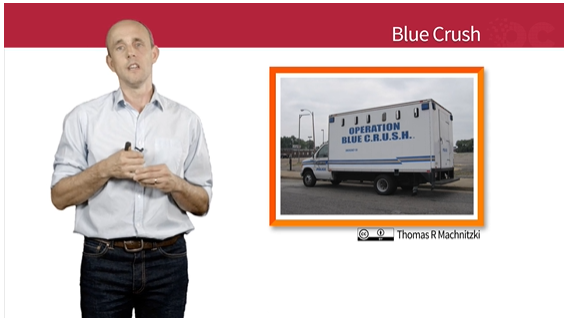 Blue Crush
OPERATION
BLUE C.R.U.S.H.
Thomas R Machnitzki